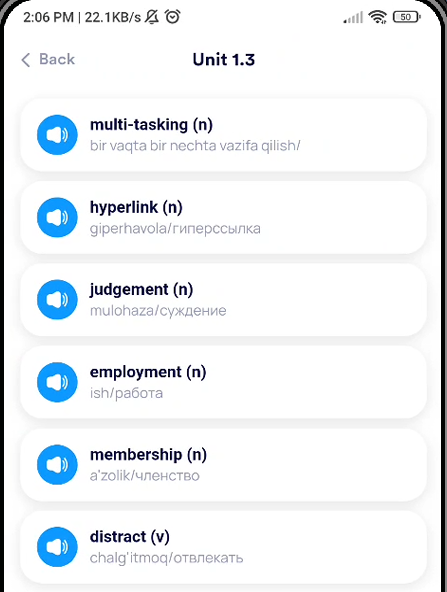 2:06 PM | 22.1KB/s
50
Back
Unit 1.3
multi-tasking (n)
bir vaqta bir nechta vazifa qilish/
hyperlink (n)
giperhavola/гиперссылка
judgement (n)
mulohaza/суждение
employment (n)
ish/работа
membership (n)
a'zolik/членство
distract (v)
chalg'itmoq/отвлекать